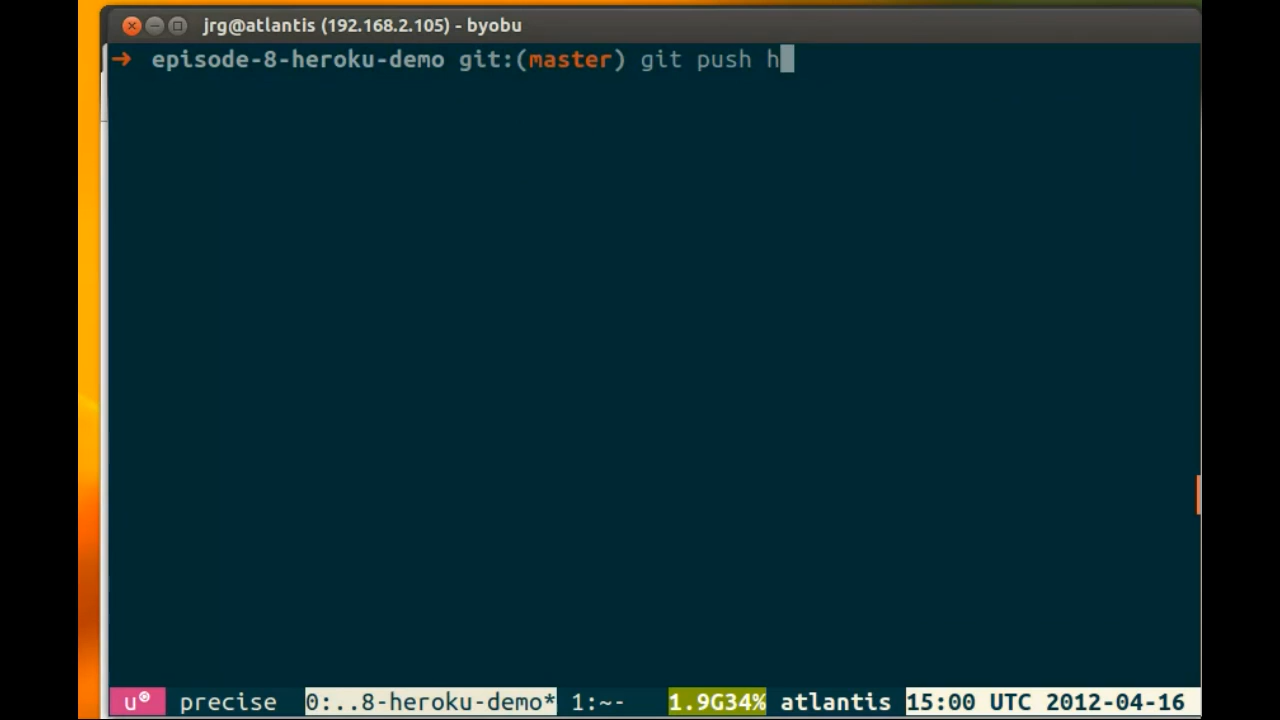 jrg@atlantis (192.168.2.105) - byobu
➜ episode-8-heroku-demo git:(master) git push h
u® precise 0:..8-heroku-demo* 1:~- 1.9G34% atlantis 15:00 UTC 2012-04-16